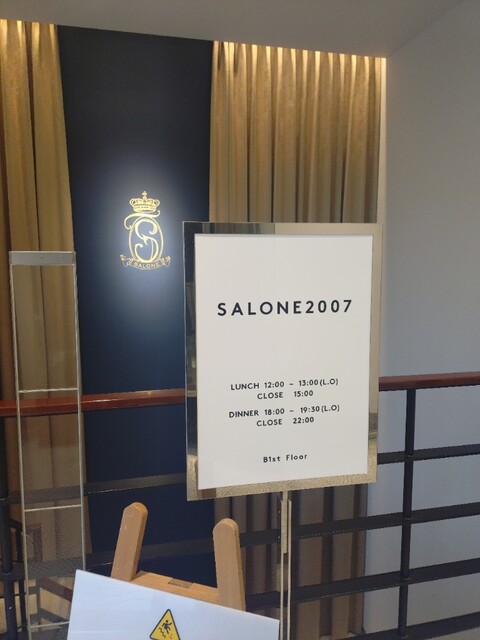 SALONE
SALONE2007
LUNCH 12:00 – 13:00(L.O)
CLOSE 15:00
DINNER 18:00 – 19:30(L.O)
CLOSE 22:00
B1st Floor